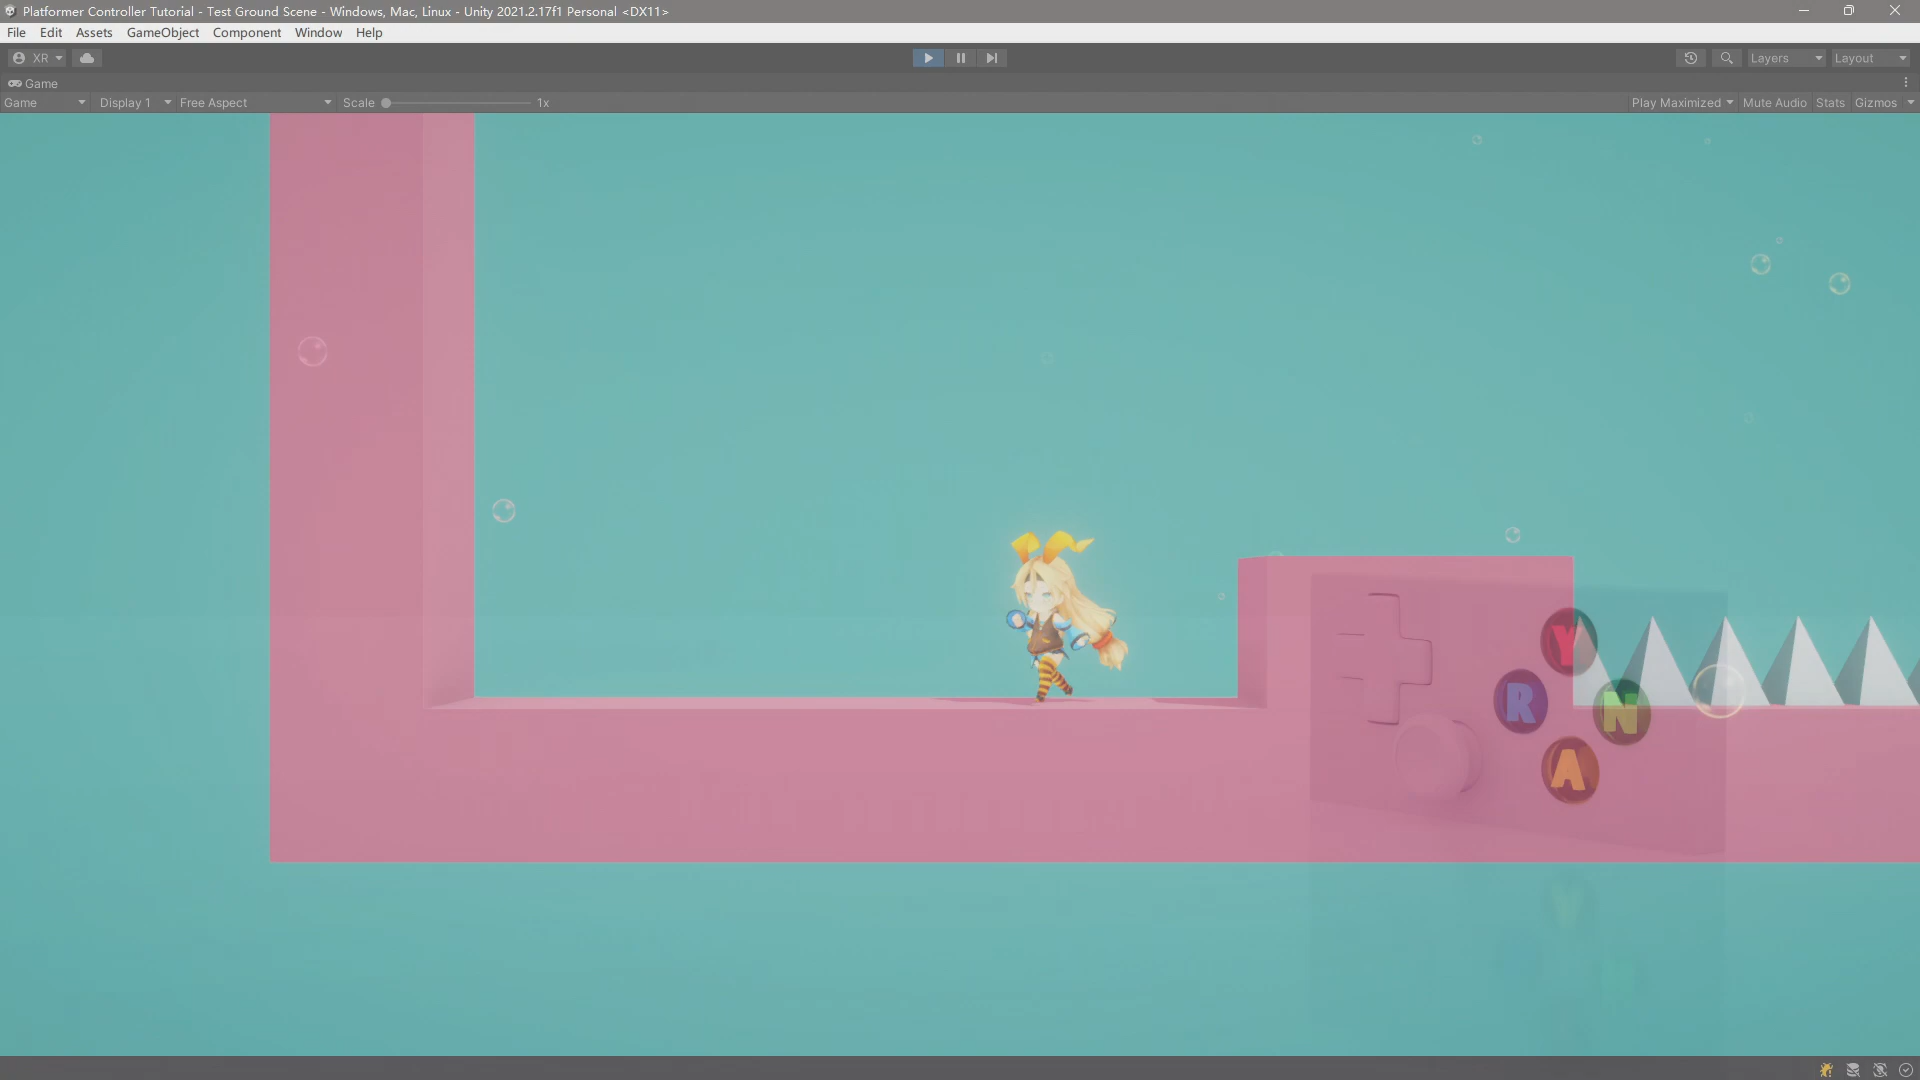 Platformer Controller Tutorial - Test Ground Scene - Windows, Mac, Linux - Unity 2021.2.17f1 Personal <DX11>
File Edit Assets GameObject Component Window Help
XR Layers Layout
Game
Game Display 1 Free Aspect Scale 1x Play Maximized Mute Audio Stats Gizmos
Y
R N
A